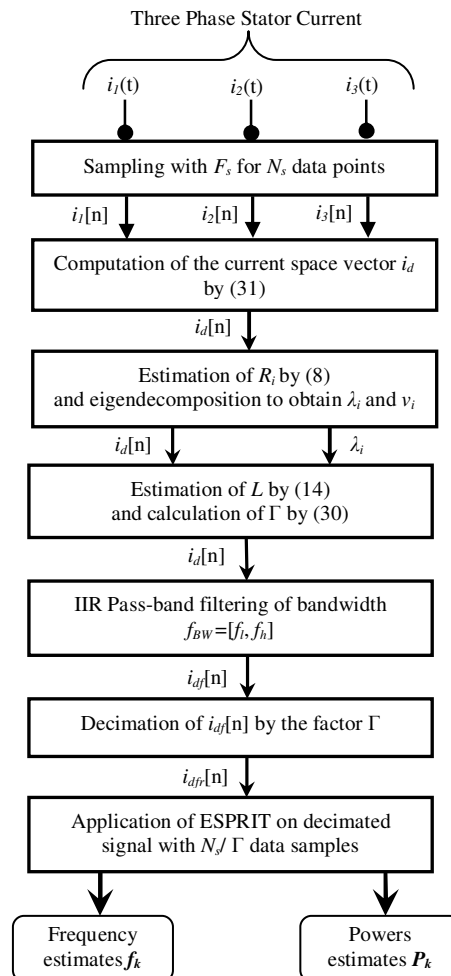 Three Phase Stator Current
i1(t) i2(t) i3(t)
Sampling with Fs for Ns data points
i1[n] i2[n] i3[n]
Computation of the current space vector id
by (31)
id[n]
Estimation of Ri by (8)
and eigendecomposition to obtain λi and vi
id[n] λi
Estimation of L by (14)
and calculation of Γ by (30)
id[n]
IIR Pass-band filtering of bandwidth
fBW=[fl, fh]
idf[n]
Decimation of idf[n] by the factor Γ
idfr[n]
Application of ESPRIT on decimated
signal with Ns/ Γ data samples
Frequency
estimates fk
Powers
estimates Pk